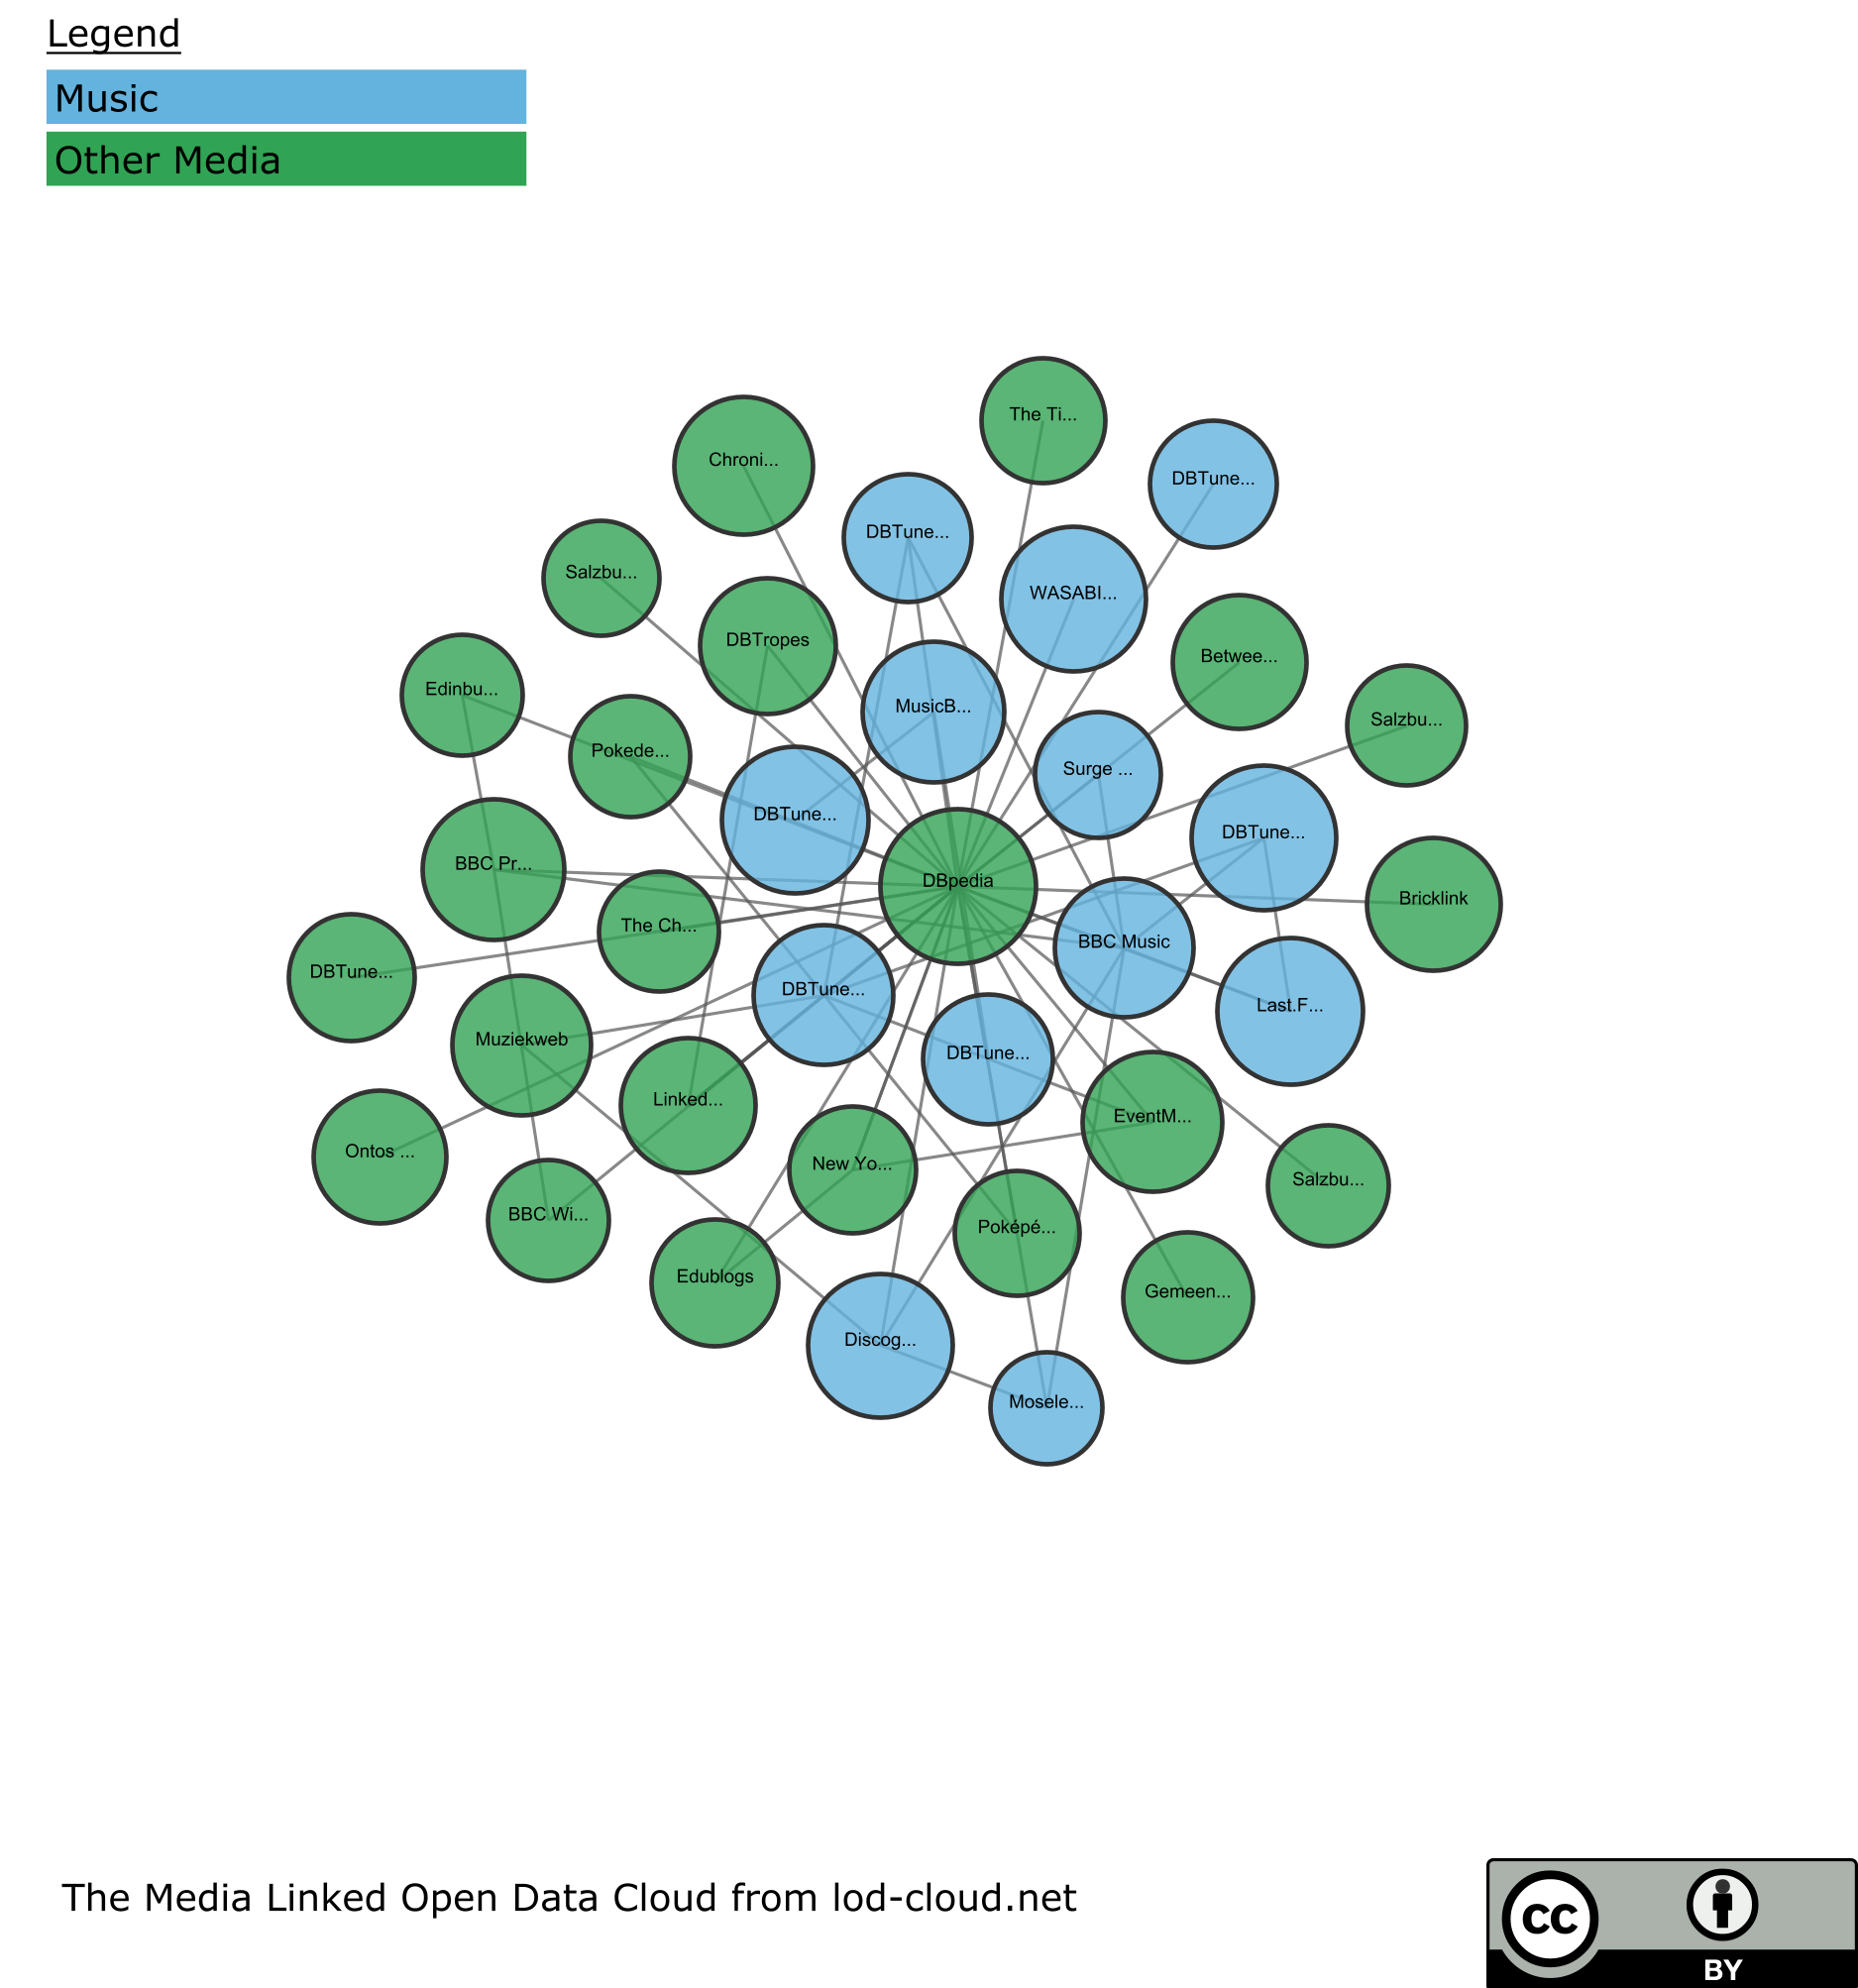 Legend
Music
Other Media
The Ti...
Chroni...
DBTune...
DBTune...
Salzbu...
WASABI...
DBTropes
Betwee...
Edinbu...
MusicB...
Salzbu...
Pokede...
Surge ...
DBTune...
DBTune...
BBC Pr...
DBpedia
Bricklink
The Ch...
BBC Music
DBTune...
DBTune...
Last.F...
Muziekweb
DBTune...
Linked...
EventM...
Ontos ...
New Yo...
Salzbu...
BBC Wi...
Poképé...
Edublogs
Gemeen...
Discog...
Mosele...
The Media Linked Open Data Cloud from lod-cloud.net
cc
BY